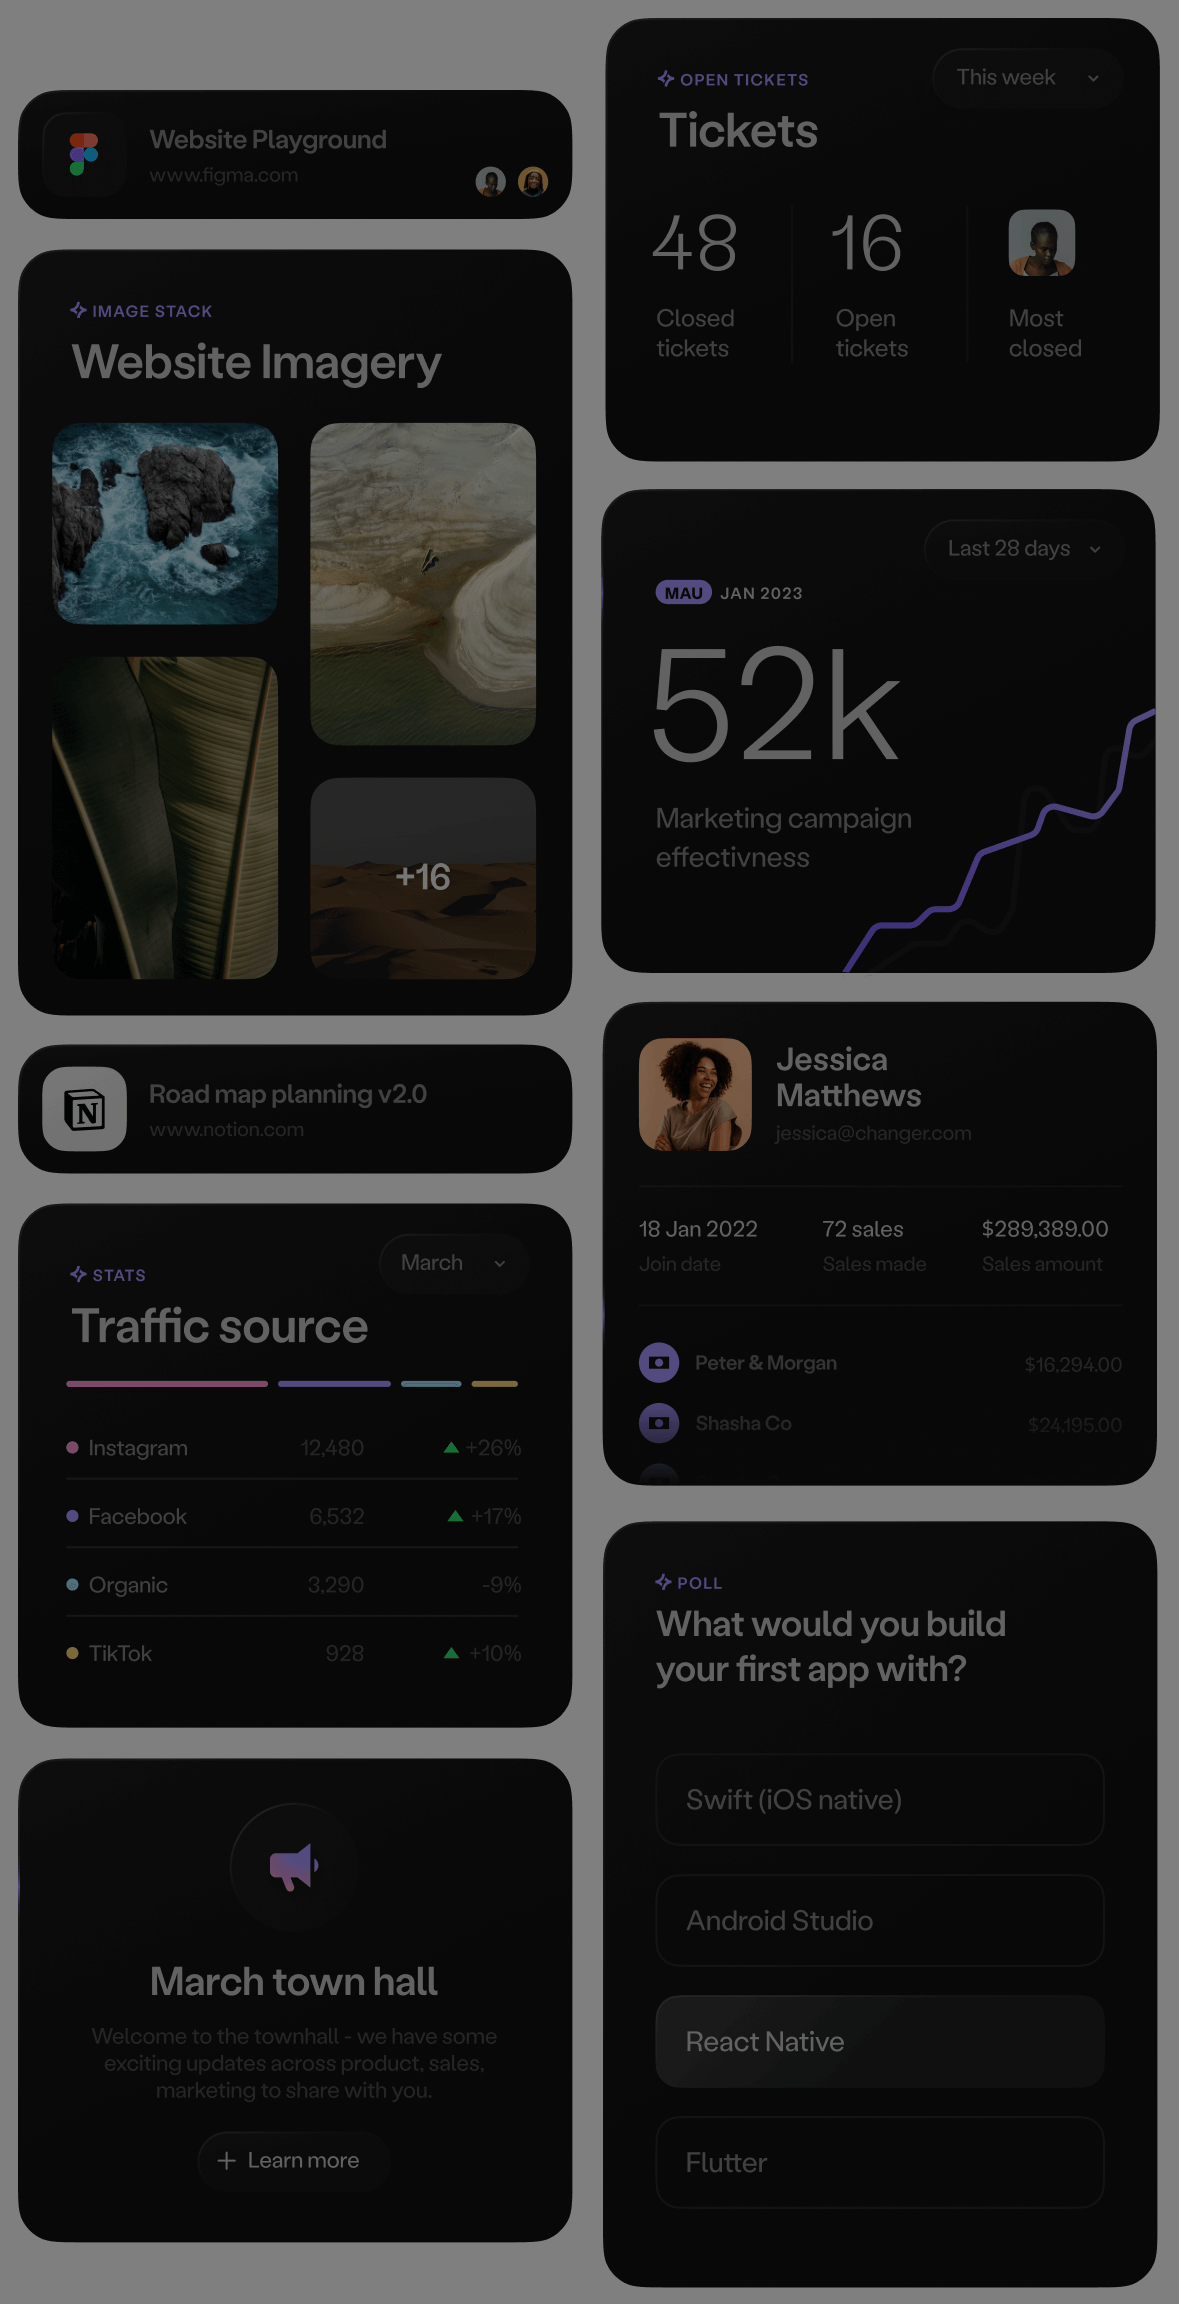 Website Playground
www.figma.com
IMAGE STACK
Website Imagery
+16
N
Road map planning v2.0
www.notion.com
STATS
March
Traffic source
Instagram 12,480 +26%
Facebook 6,532 +17%
Organic 3,290 -9%
TikTok 928 +10%
March town hall
Welcome to the townhall - we have some
exciting updates across product, sales,
marketing to share with you.
+ Learn more
OPEN TICKETS
This week
Tickets
48 16
Closed Open Most
tickets tickets closed
Last 28 days
MAU JAN 2023
52k
Marketing campaign
effectivness
Jessica
Matthews
jessica@changer.com
18 Jan 2022 72 sales $289,389.00
Join date Sales made Sales amount
Peter & Morgan $16,294.00
Shasha Co $24,195.00
POLL
What would you build
your first app with?
Swift (iOS native)
Android Studio
React Native
Flutter